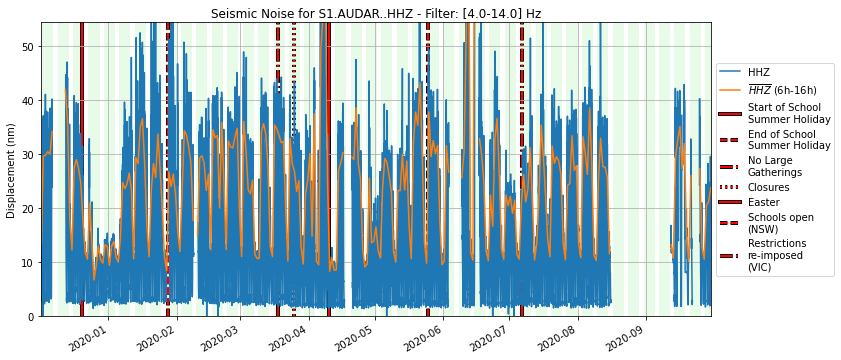 Seismic Noise for S1.AUDAR..HHZ - Filter: [4.0-14.0] Hz
Displacement (nm)
50
40
30
20
10
0
2020-01
2020-02
2020-03
2020-04
2020-05
2020-06
2020-07
2020-08
2020-09
HHZ
HHZ (6h-16h)
Start of School
Summer Holiday
End of School
Summer Holiday
No Large
Gatherings
Closures
Easter
Schools open
(NSW)
Restrictions
re-imposed
(VIC)